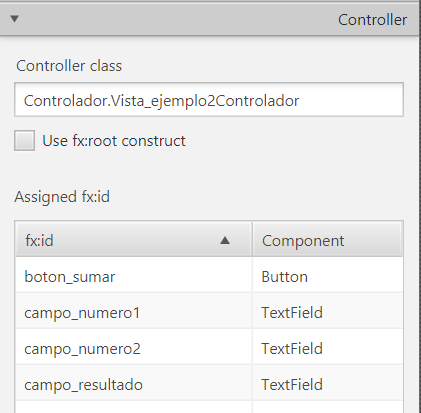 Controller
Controller class
Controlador.Vista_ejemplo2Controlador
Use fx:root construct
Assigned fx:id
fx:id Component
boton_sumar Button
campo_numero1 TextField
campo_numero2 TextField
campo_resultado TextField